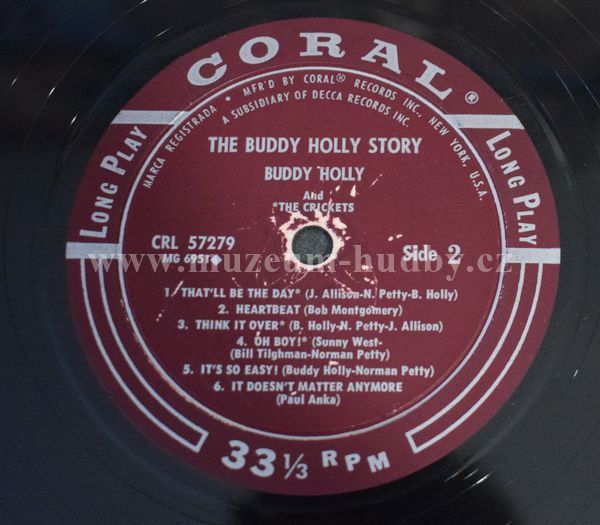 CORAL®
MARCA REGISTRADA • MFR'D BY CORAL® RECORDS INC., NEW YORK, U.S.A.
A SUBSIDIARY OF DECCA RECORDS INC.
LONG PLAY
LONG PLAY
THE BUDDY HOLLY STORY
BUDDY HOLLY
And
*THE CRICKETS
CRL 57279
Side 2
www.muzeum-hudby.cz
1. THAT'LL BE THE DAY* (J. Allison-N. Petty-B. Holly)
2. HEARTBEAT (Bob Montgomery)
3. THINK IT OVER* (B. Holly-N. Petty-J. Allison)
4. OH BOY!* (Sunny West-
Bill Tilghman-Norman Petty)
5. IT'S SO EASY! (Buddy Holly-Norman Petty)
6. IT DOESN'T MATTER ANYMORE
(Paul Anka)
33 1/3 RPM